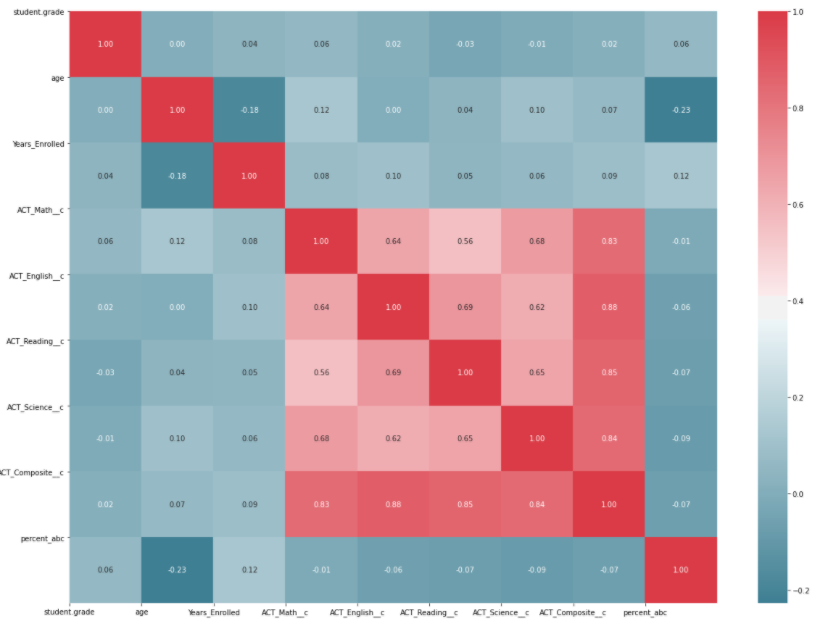 student.grade
1.00 0.00 0.04 0.06 0.02 -0.03 -0.01 0.02 0.06
age
0.00 1.00 -0.18 0.12 0.00 0.04 0.10 0.07 -0.23
Years_Enrolled
0.04 -0.18 1.00 0.08 0.10 0.05 0.06 0.09 0.12
ACT_Math__c
0.06 0.12 0.08 1.00 0.64 0.56 0.68 0.83 -0.01
ACT_English__c
0.02 0.00 0.10 0.64 1.00 0.69 0.62 0.88 -0.06
ACT_Reading__c
-0.03 0.04 0.05 0.56 0.69 1.00 0.65 0.85 -0.07
ACT_Science__c
-0.01 0.10 0.06 0.68 0.62 0.65 1.00 0.84 -0.09
ACT_Composite__c
0.02 0.07 0.09 0.83 0.88 0.85 0.84 1.00 -0.07
percent_abc
0.06 -0.23 0.12 -0.01 -0.06 -0.07 -0.09 -0.07 1.00
student.grade age Years_Enrolled ACT_Math__c ACT_English__c ACT_Reading__c ACT_Science__c ACT_Composite__c percent_abc
1.0
0.8
0.6
0.4
0.2
0.0
-0.2